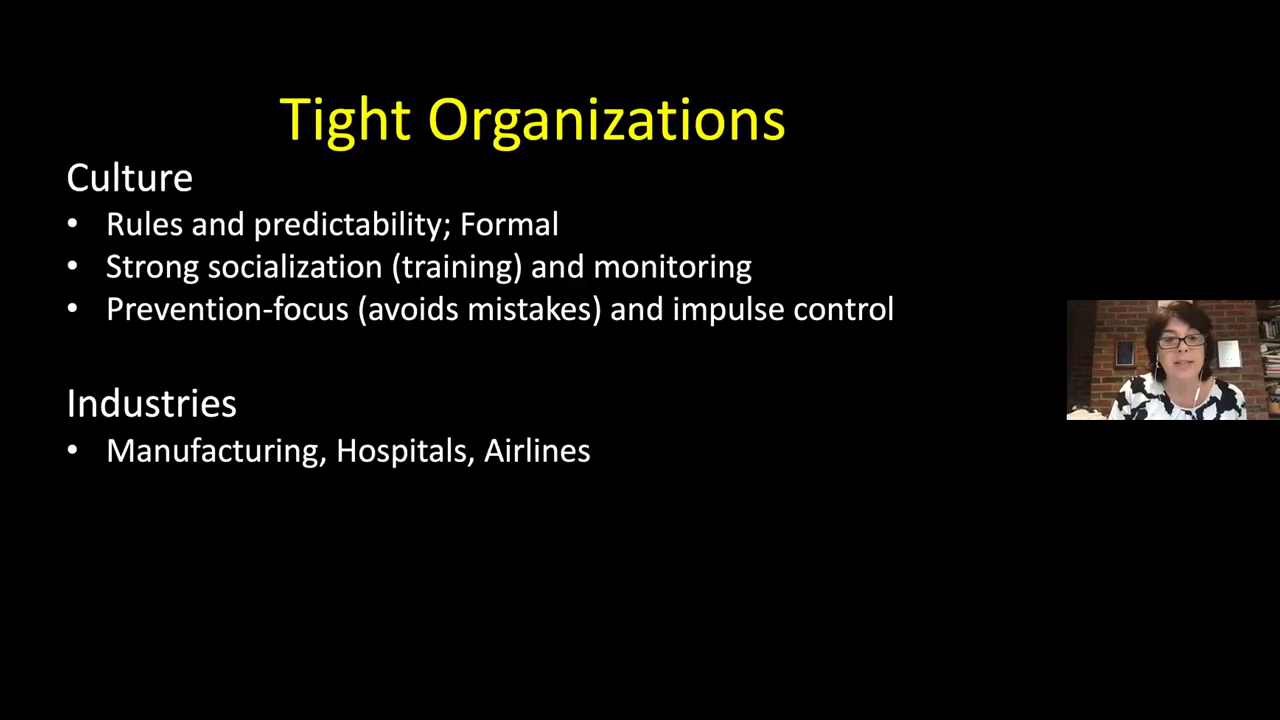 Tight Organizations
Culture
• Rules and predictability; Formal
• Strong socialization (training) and monitoring
• Prevention-focus (avoids mistakes) and impulse control
Industries
• Manufacturing, Hospitals, Airlines